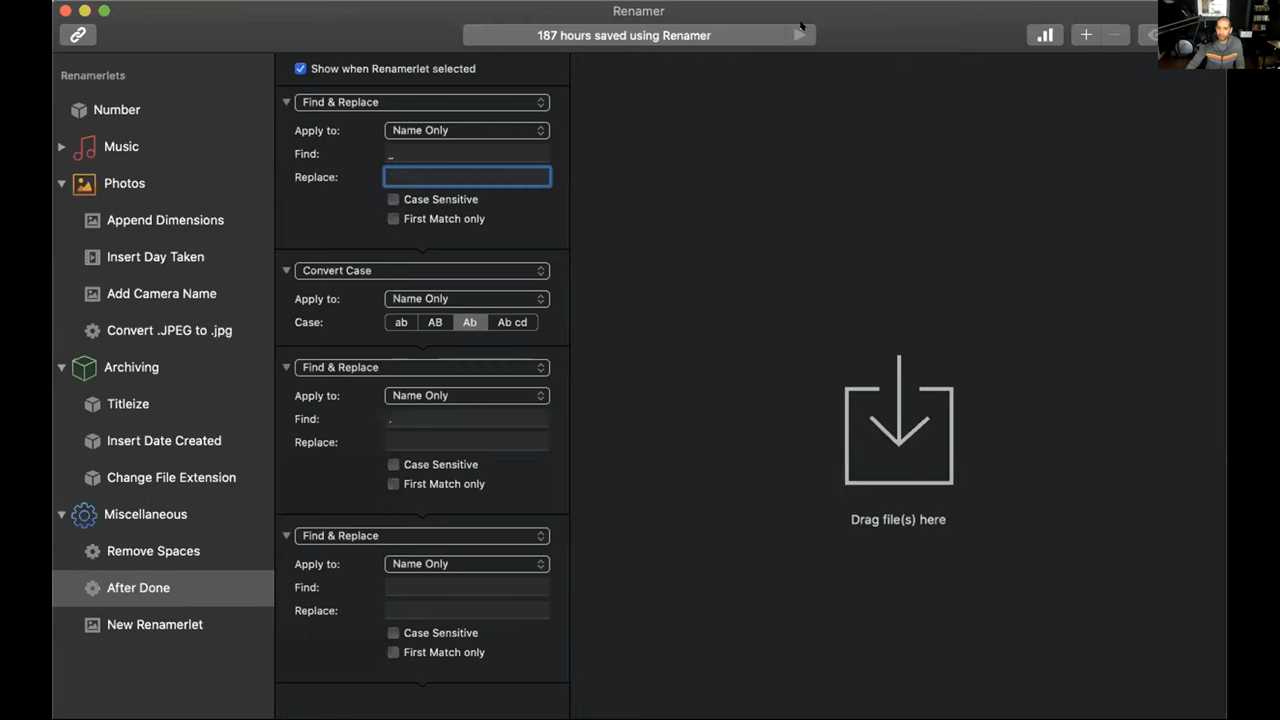 Renamer
187 hours saved using Renamer
Renamerlets
Number
Music
Photos
Append Dimensions
Insert Day Taken
Add Camera Name
Convert .JPEG to .jpg
Archiving
Titleize
Insert Date Created
Change File Extension
Miscellaneous
Remove Spaces
After Done
New Renamerlet
Show when Renamerlet selected
Find & Replace
Apply to: Name Only
Find: _
Replace:
Case Sensitive
First Match only
Convert Case
Apply to: Name Only
Case: ab AB Ab Ab cd
Find & Replace
Apply to: Name Only
Find: .
Replace:
Case Sensitive
First Match only
Find & Replace
Apply to: Name Only
Find:
Replace:
Case Sensitive
First Match only
Drag file(s) here